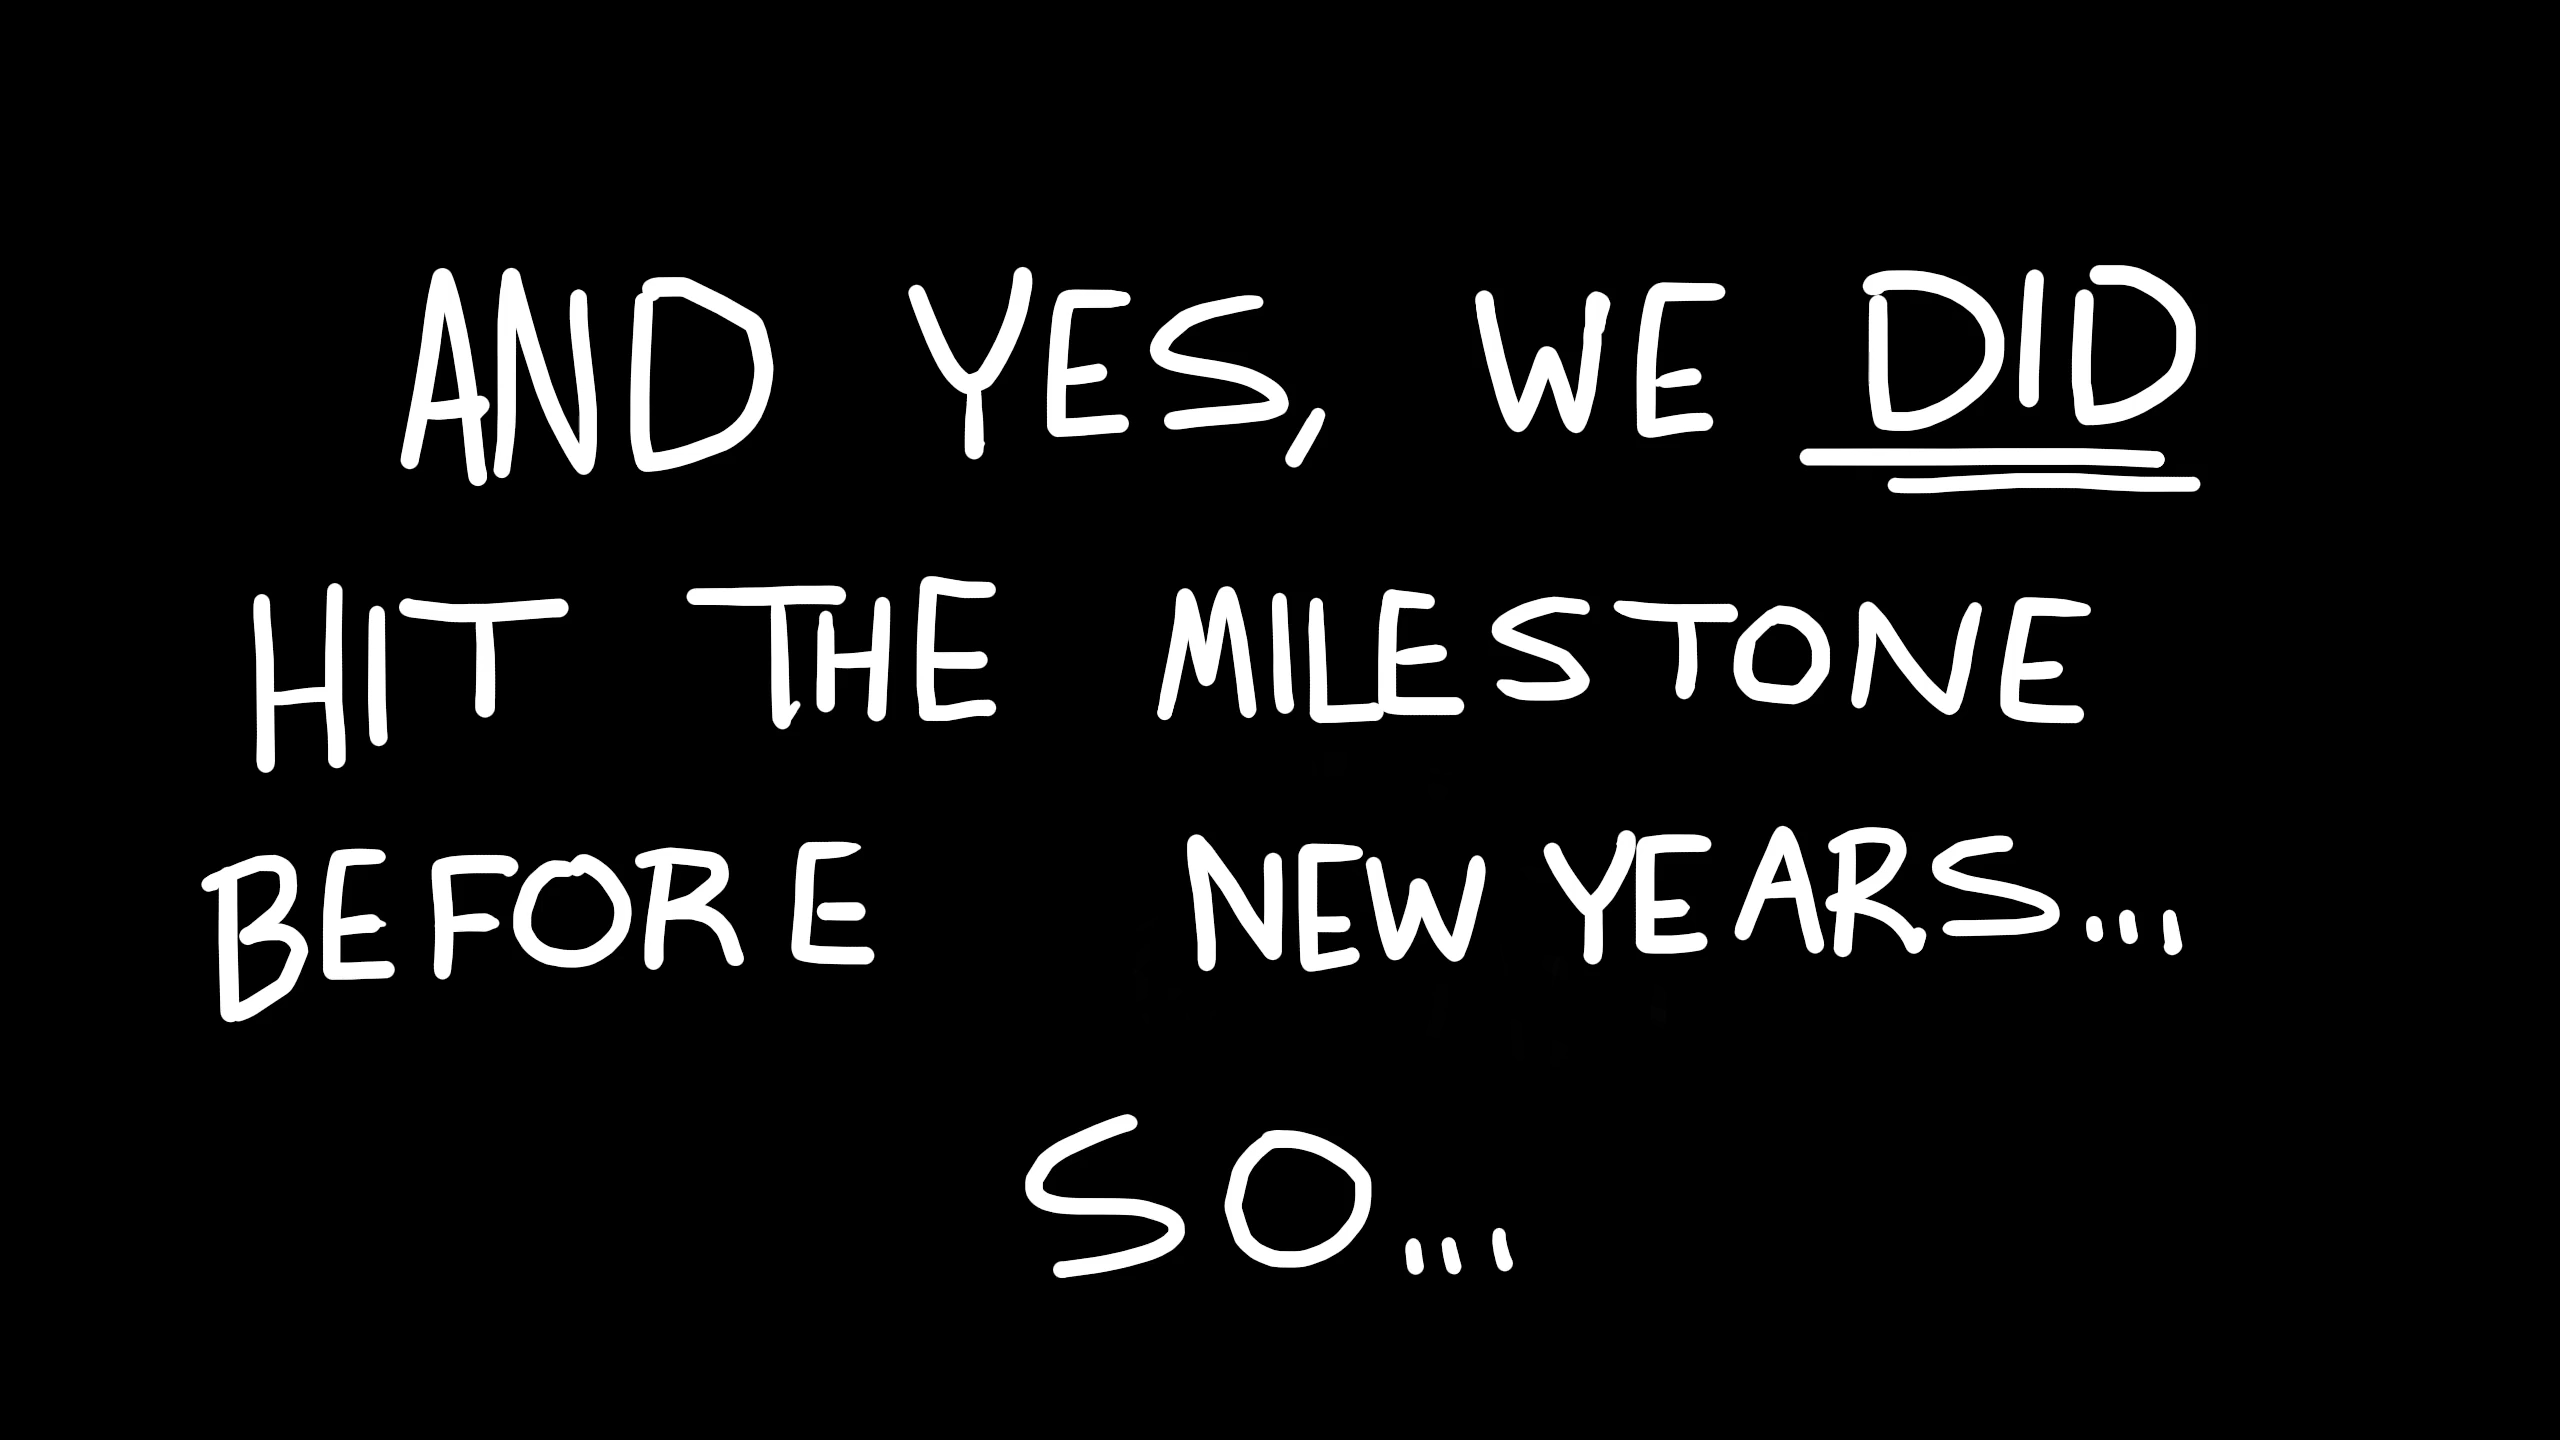 AND YES, WE DID
HIT THE MILESTONE
BEFORE NEW YEARS...
SO...